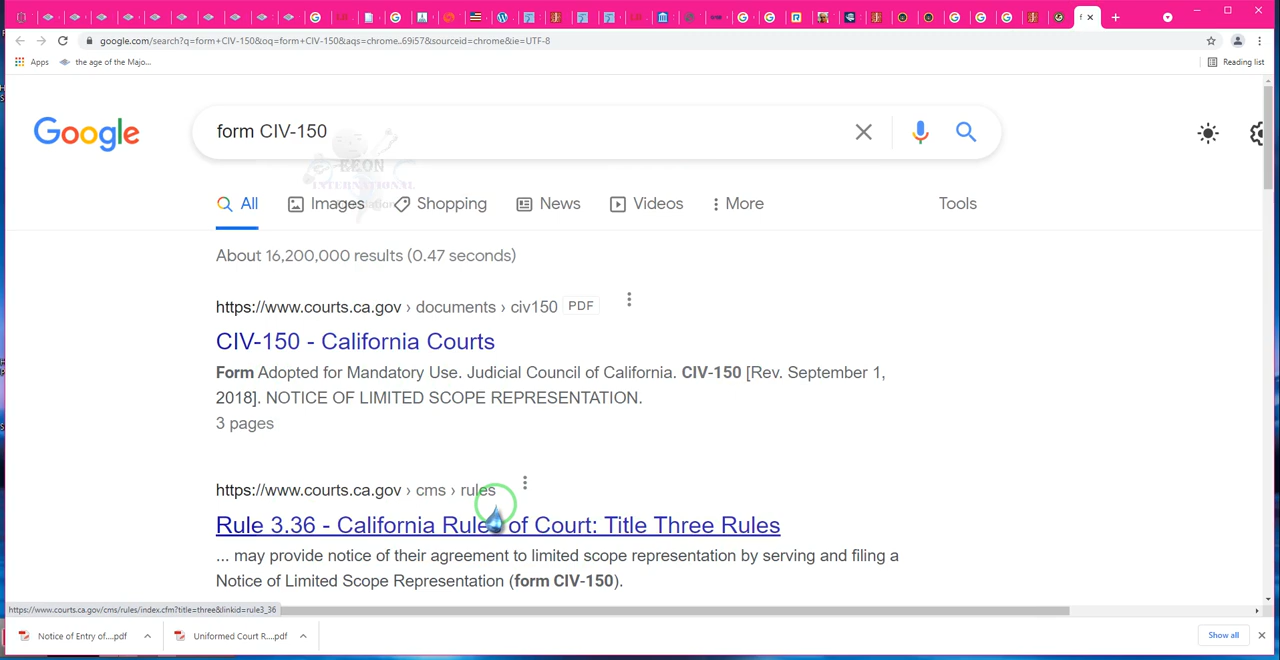 google.com/search?q=form+CIV-150&oq=form+CIV-150&aqs=chrome..69i57&sourceid=chrome&ie=UTF-8
Apps
the age of the Majo...
Reading list
Google
form CIV-150
EEON
INTERNATIONAL
All
Images
Shopping
News
Videos
More
Tools
About 16,200,000 results (0.47 seconds)
https://www.courts.ca.gov › documents › civ150 PDF
CIV-150 - California Courts
Form Adopted for Mandatory Use. Judicial Council of California. CIV-150 [Rev. September 1,
2018]. NOTICE OF LIMITED SCOPE REPRESENTATION.
3 pages
https://www.courts.ca.gov › cms › rules
Rule 3.36 - California Rules of Court: Title Three Rules
... may provide notice of their agreement to limited scope representation by serving and filing a
Notice of Limited Scope Representation (form CIV-150).
https://www.courts.ca.gov/cms/rules/index.cfm?title=three&linkid=rule3_36
Notice of Entry of....pdf
Uniformed Court R....pdf
Show all